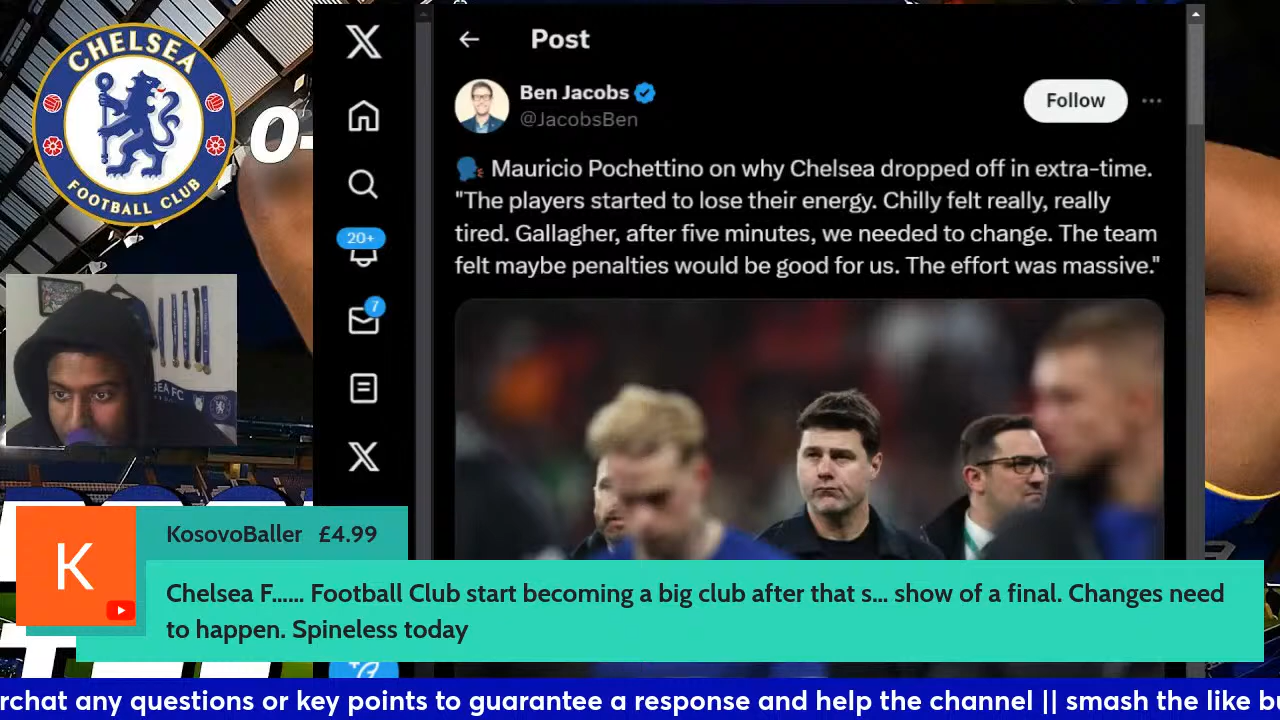 CHELSEA
FOOTBALL CLUB
0-
Post
Ben Jacobs
@JacobsBen
Follow
🗣 Mauricio Pochettino on why Chelsea dropped off in extra-time.
"The players started to lose their energy. Chilly felt really, really
tired. Gallagher, after five minutes, we needed to change. The team
felt maybe penalties would be good for us. The effort was massive."
20+
7
SEA FC
K
KosovoBaller £4.99
Chelsea F...... Football Club start becoming a big club after that s... show of a final. Changes need
to happen. Spineless today
rchat any questions or key points to guarantee a response and help the channel || smash the like bu